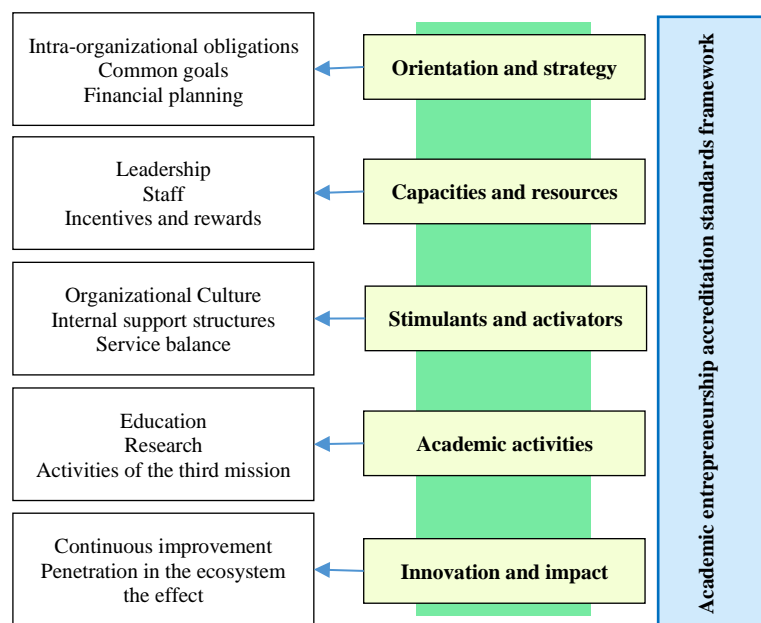 Intra-organizational obligations
Common goals
Financial planning
Orientation and strategy
Leadership
Staff
Incentives and rewards
Capacities and resources
Organizational Culture
Internal support structures
Service balance
Stimulants and activators
Education
Research
Activities of the third mission
Academic activities
Continuous improvement
Penetration in the ecosystem
the effect
Innovation and impact
Academic entrepreneurship accreditation standards framework